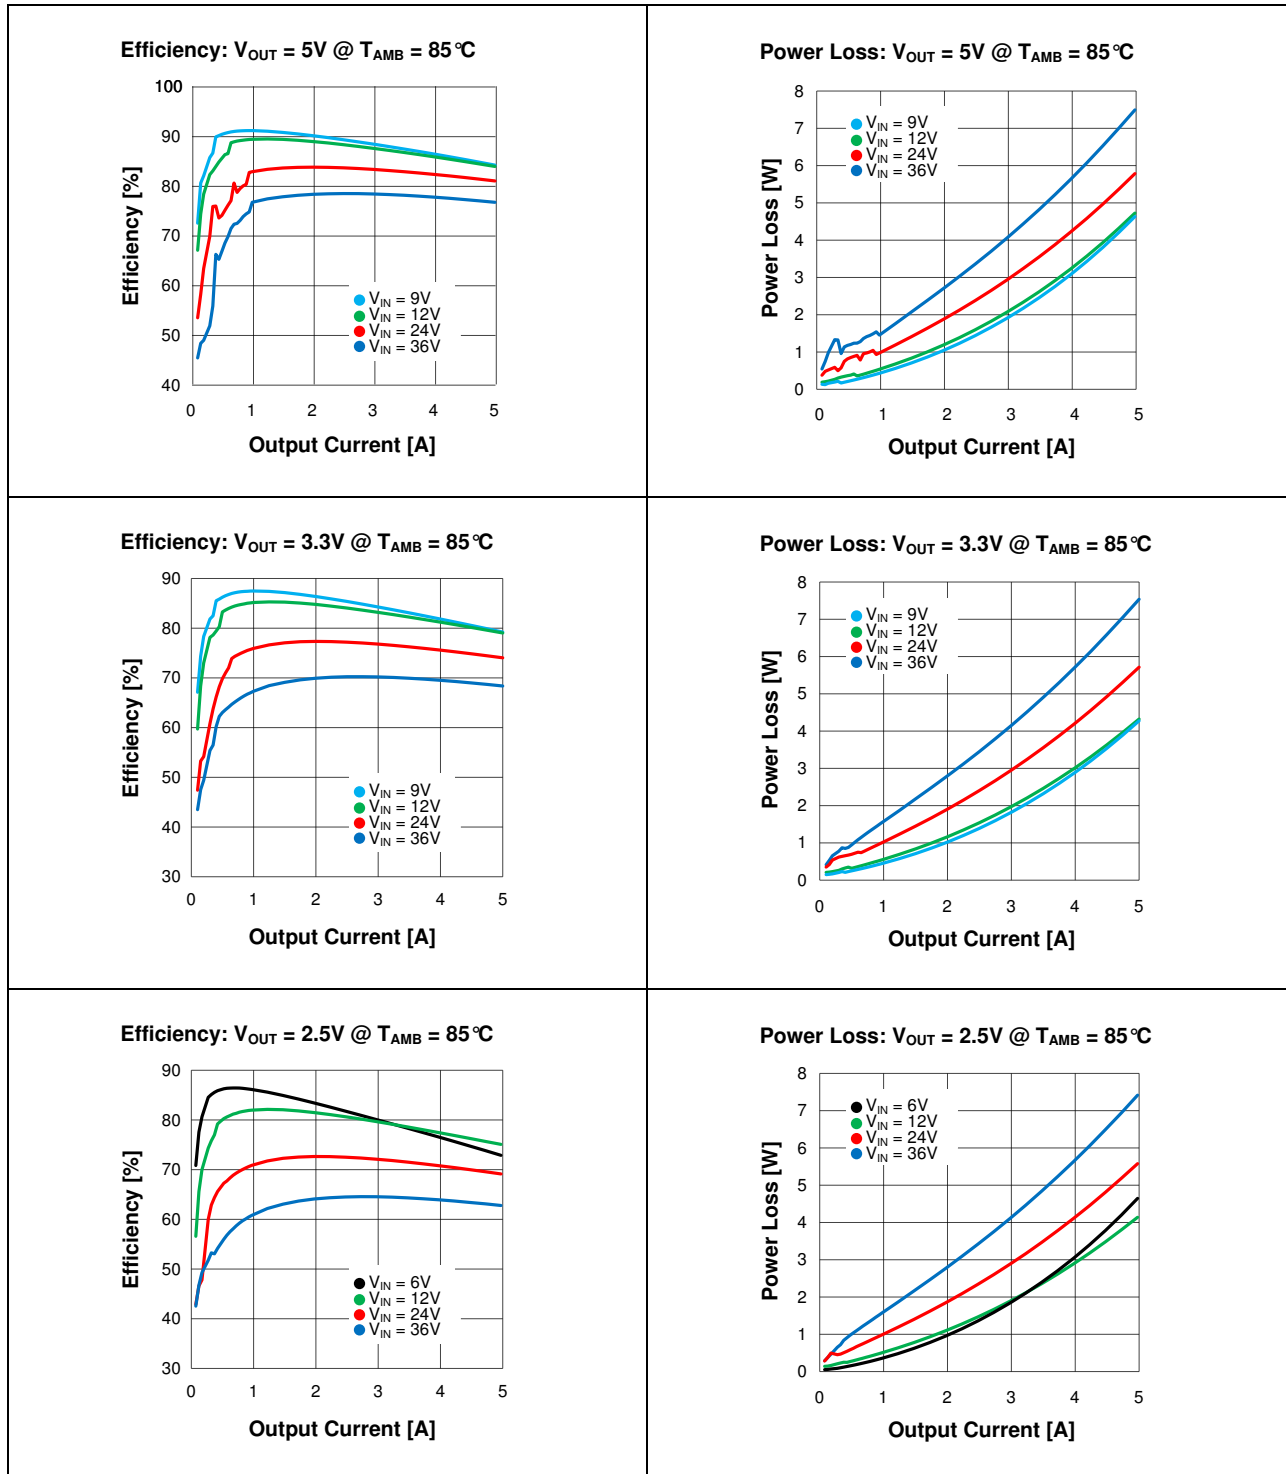 Efficiency: VOUT = 5V @ TAMB = 85°C
100
90
80
70
60
50
40
Efficiency [%]
VIN = 9V
VIN = 12V
VIN = 24V
VIN = 36V
0 1 2 3 4 5
Output Current [A]
Power Loss: VOUT = 5V @ TAMB = 85°C
8
7
6
5
4
3
2
1
0
Power Loss [W]
VIN = 9V
VIN = 12V
VIN = 24V
VIN = 36V
0 1 2 3 4 5
Output Current [A]
Efficiency: VOUT = 3.3V @ TAMB = 85°C
90
80
70
60
50
40
30
Efficiency [%]
VIN = 9V
VIN = 12V
VIN = 24V
VIN = 36V
0 1 2 3 4 5
Output Current [A]
Power Loss: VOUT = 3.3V @ TAMB = 85°C
8
7
6
5
4
3
2
1
0
Power Loss [W]
VIN = 9V
VIN = 12V
VIN = 24V
VIN = 36V
0 1 2 3 4 5
Output Current [A]
Efficiency: VOUT = 2.5V @ TAMB = 85°C
90
80
70
60
50
40
30
Efficiency [%]
VIN = 6V
VIN = 12V
VIN = 24V
VIN = 36V
0 1 2 3 4 5
Output Current [A]
Power Loss: VOUT = 2.5V @ TAMB = 85°C
8
7
6
5
4
3
2
1
0
Power Loss [W]
VIN = 6V
VIN = 12V
VIN = 24V
VIN = 36V
0 1 2 3 4 5
Output Current [A]